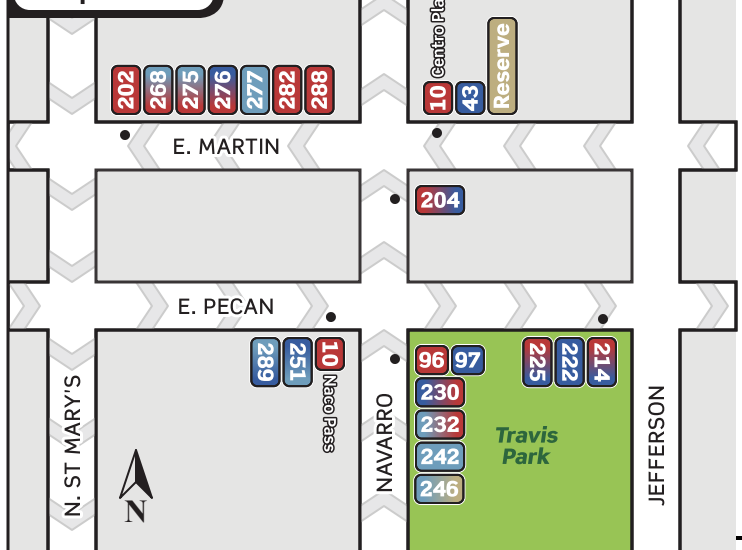 202
268
275
276
277
282
288
Centro
10
43
Reserve
E. MARTIN
204
E. PECAN
289
251
10
Naco Pass
96 97
230
232
242
246
225
222
214
Travis
Park
N. ST MARY'S
NAVARRO
JEFFERSON
N